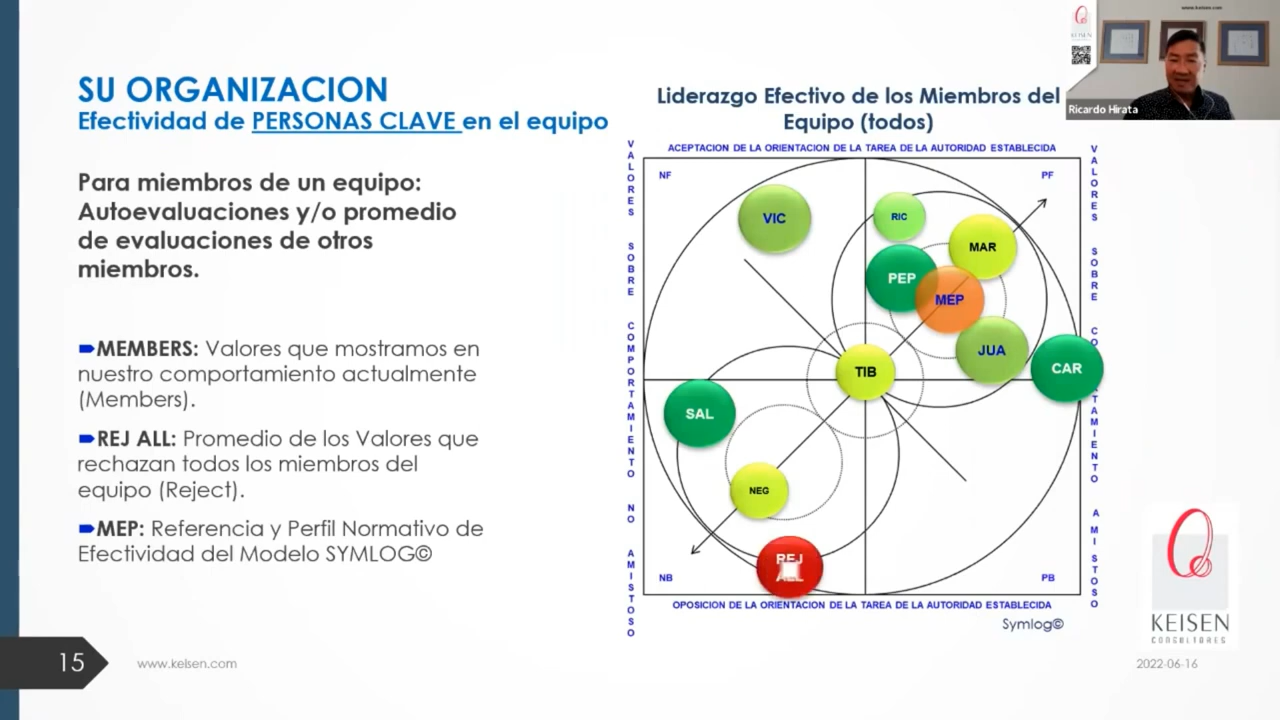 www.keisen.com
KEISEN
Ricardo Hirata
SU ORGANIZACION
Efectividad de PERSONAS CLAVE en el equipo
Para miembros de un equipo:
Autoevaluaciones y/o promedio
de evaluaciones de otros
miembros.
MEMBERS: Valores que mostramos en
nuestro comportamiento actualmente
(Members).
REJ ALL: Promedio de los Valores que
rechazan todos los miembros del
equipo (Reject).
MEP: Referencia y Perfil Normativo de
Efectividad del Modelo SYMLOG©
Liderazgo Efectivo de los Miembros del
Equipo (todos)
ACEPTACION DE LA ORIENTACION DE LA TAREA DE LA AUTORIDAD ESTABLECIDA
VALORES SOBRE COMPORTAMIENTO NO AMISTOSO
NF
PF
VIC
RIC
MAR
PEP
MEP
JUA
CAR
TIB
SAL
NEG
REJ
ALL
NB
PB
VALORES SOBRE CO TAMIENTO AMISTOSO
OPOSICION DE LA ORIENTACION DE LA TAREA DE LA AUTORIDAD ESTABLECIDA
Symlog©
KEISEN
CONSULTORES
15
www.keisen.com
2022-06-16